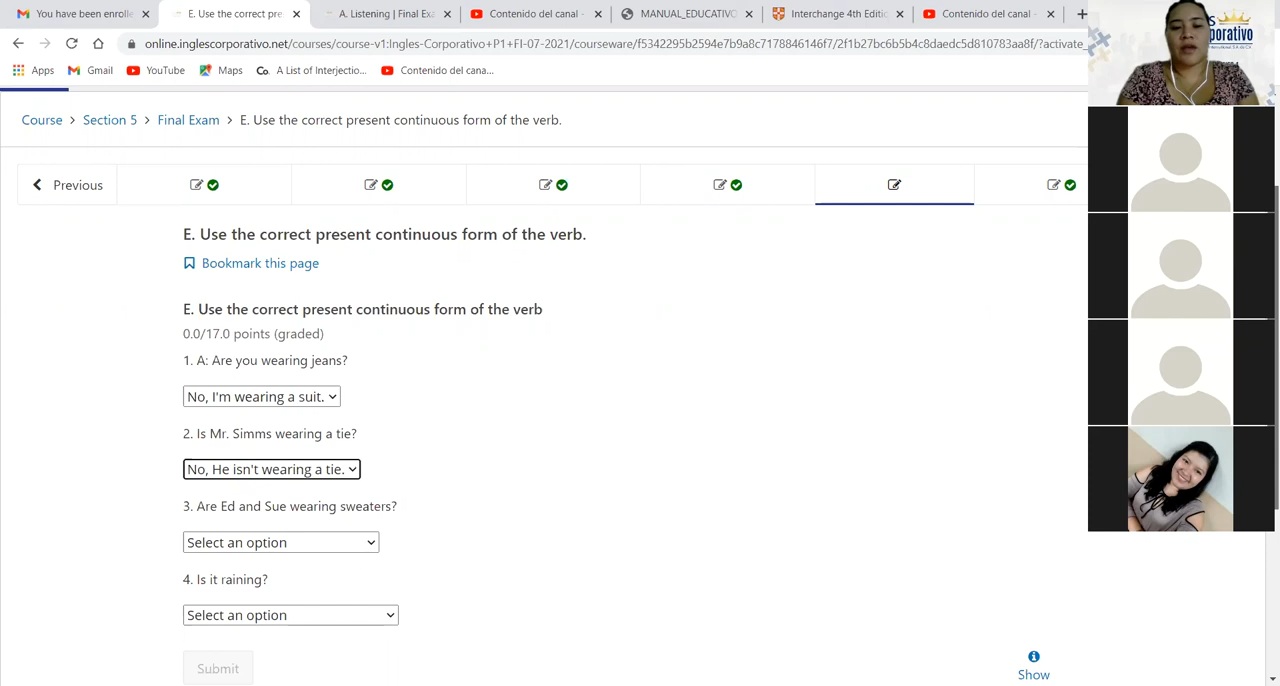 You have been enrolle
E. Use the correct pre
A. Listening | Final Exa
Contenido del canal -
MANUAL_EDUCATIVO
Interchange 4th Editio
Contenido del canal -
online.inglescorporativo.net/courses/course-v1:Ingles-Corporativo+P1+FI-07-2021/courseware/f5342295b2594e7b9a8c7178846146f7/2f1b27bc6b5b4c8daedc5d810783aa8f/?activate_
Apps
Gmail
YouTube
Maps
Co. A List of Interjectio...
Contenido del cana...
Course > Section 5 > Final Exam > E. Use the correct present continuous form of the verb.
Previous
E. Use the correct present continuous form of the verb.
Bookmark this page
E. Use the correct present continuous form of the verb
0.0/17.0 points (graded)
1. A: Are you wearing jeans?
No, I'm wearing a suit.
2. Is Mr. Simms wearing a tie?
No, He isn't wearing a tie.
3. Are Ed and Sue wearing sweaters?
Select an option
4. Is it raining?
Select an option
Submit
Show